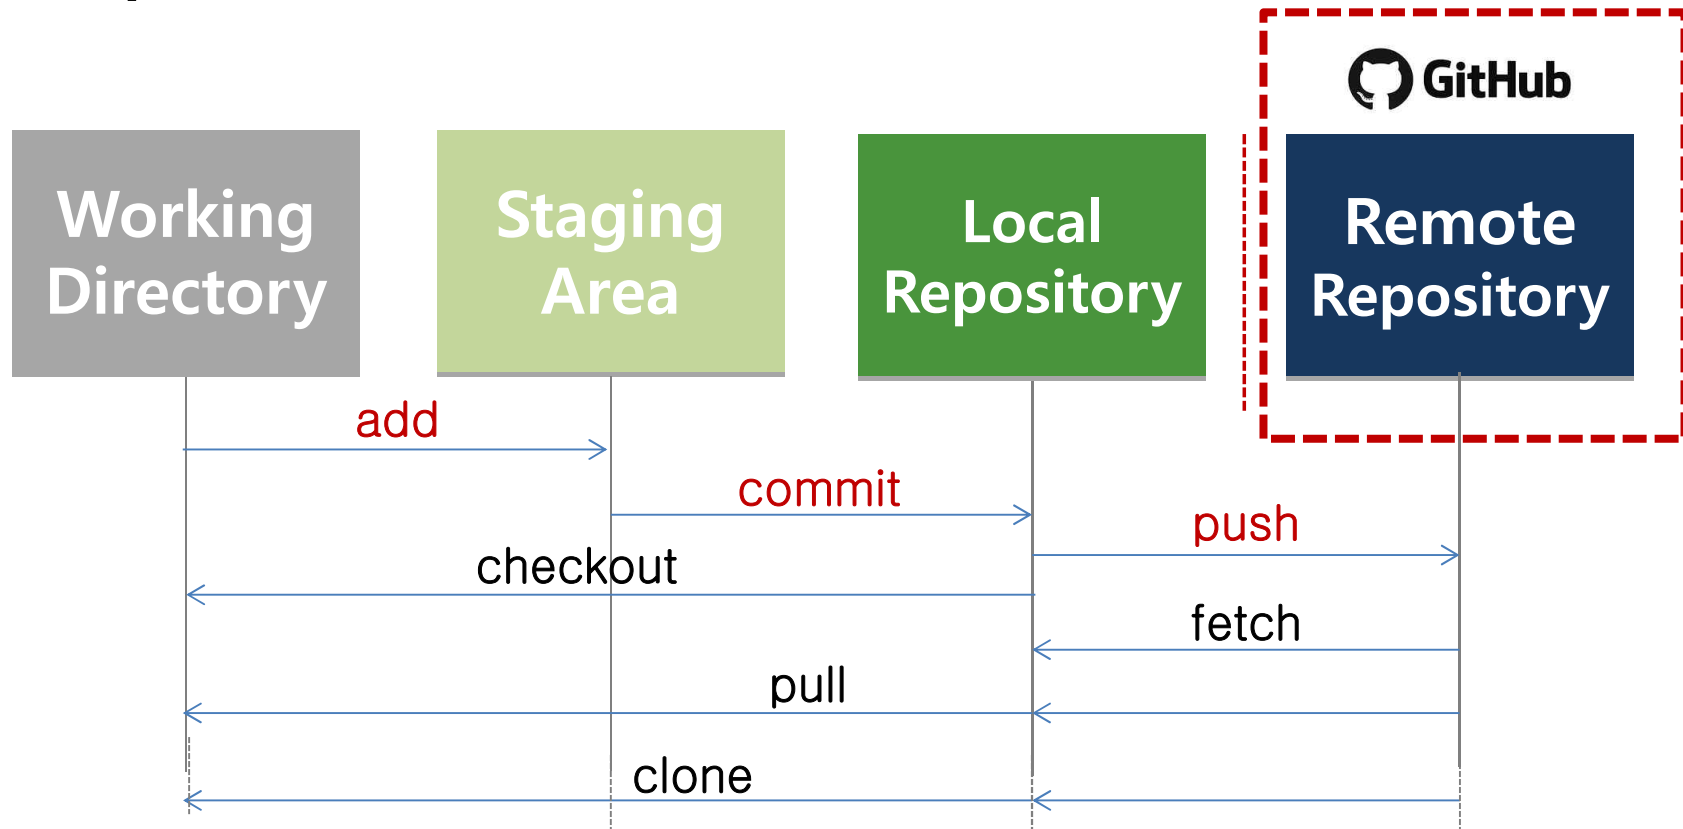 GitHub
Working
Directory
Staging
Area
Local
Repository
Remote
Repository
add
commit
push
checkout
fetch
pull
clone